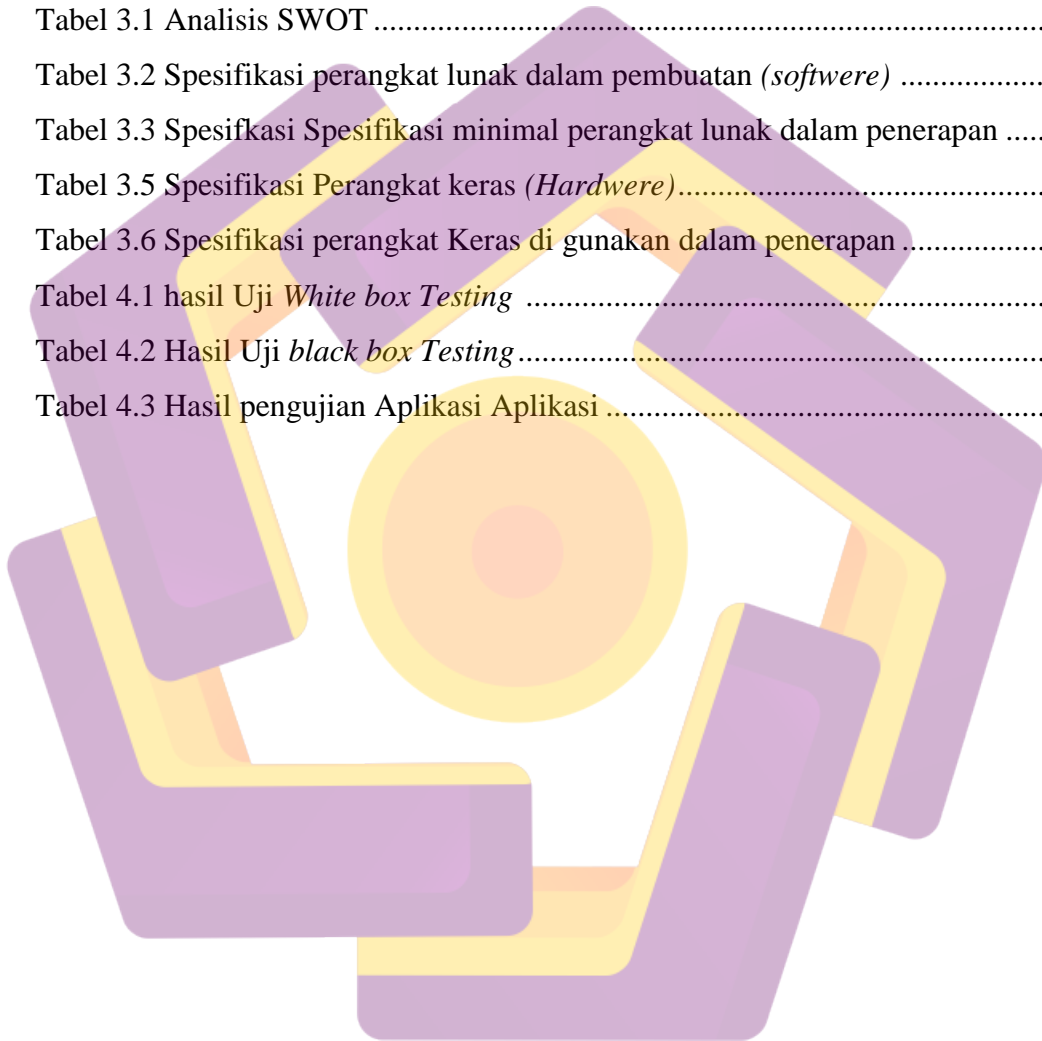 Tabel 3.1 Analisis SWOT ................................................................................
Tabel 3.2 Spesifikasi perangkat lunak dalam pembuatan (softwere) .................
Tabel 3.3 Spesifkasi Spesifikasi minimal perangkat lunak dalam penerapan .....
Tabel 3.5 Spesifikasi Perangkat keras (Hardwere)..............................................
Tabel 3.6 Spesifikasi perangkat Keras di gunakan dalam penerapan .................
Tabel 4.1 hasil Uji White box Testing ................................................................
Tabel 4.2 Hasil Uji black box Testing.................................................................
Tabel 4.3 Hasil pengujian Aplikasi Aplikasi ......................................................